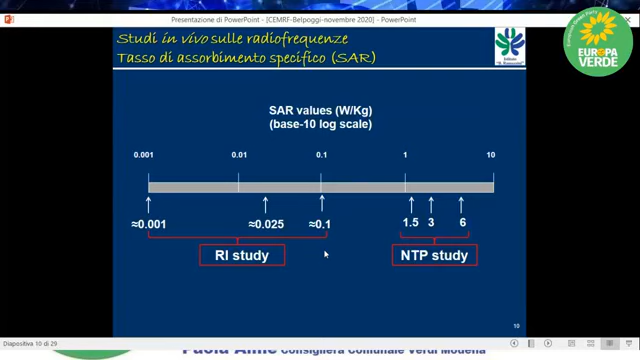 Presentazione di PowerPoint - [CEMRF-Belpoggi-novembre 2020] - PowerPoint
Studi in vivo sulle radiofrequenze
Tasso di assorbimento specifico (SAR)
European Green Party
EUROPA
VERDE
SAR values (W/Kg)
(base-10 log scale)
0.001 0.01 0.1 1 10
≈0.001 ≈0.025 ≈0.1 1.5 3 6
RI study NTP study
10
Diapositiva 10 di 29
Consigliera Comunale Verdi Modena